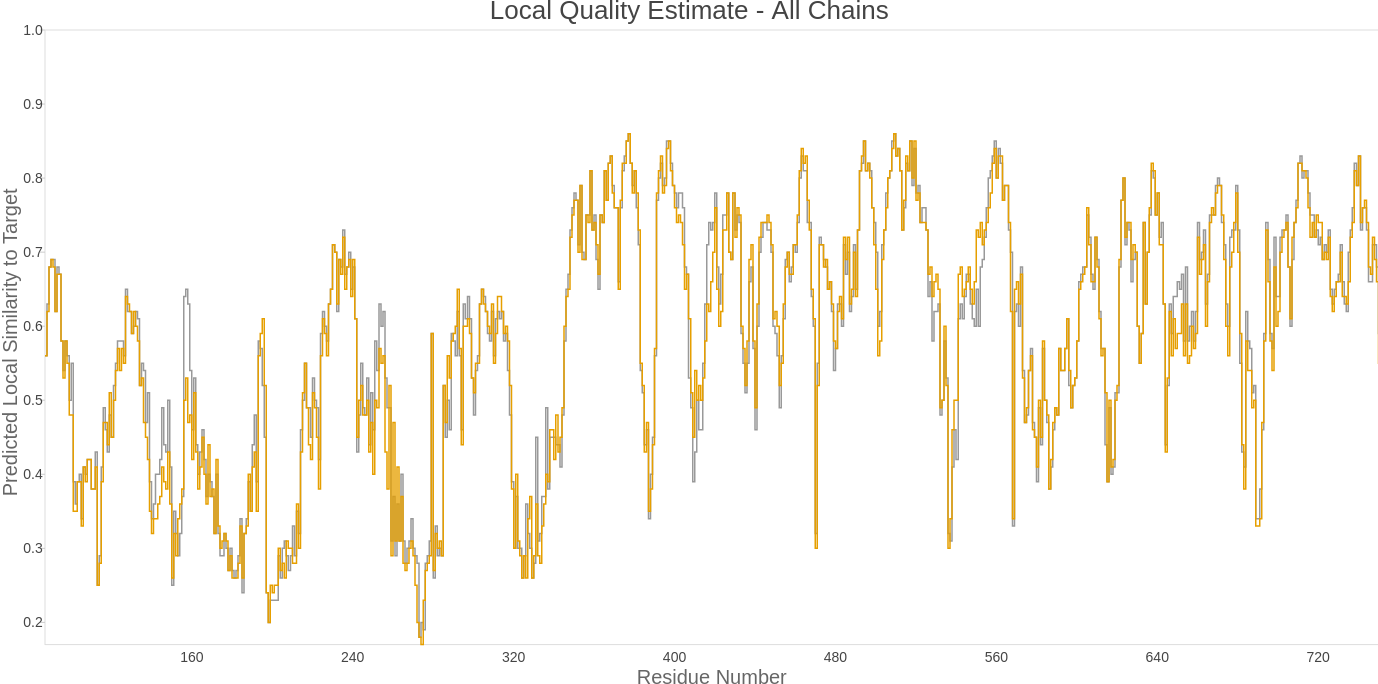 Local Quality Estimate - All Chains
1.0
0.9
0.8
0.7
0.6
0.5
0.4
0.3
0.2
Predicted Local Similarity to Target
160 240 320 400 480 560 640 720
Residue Number